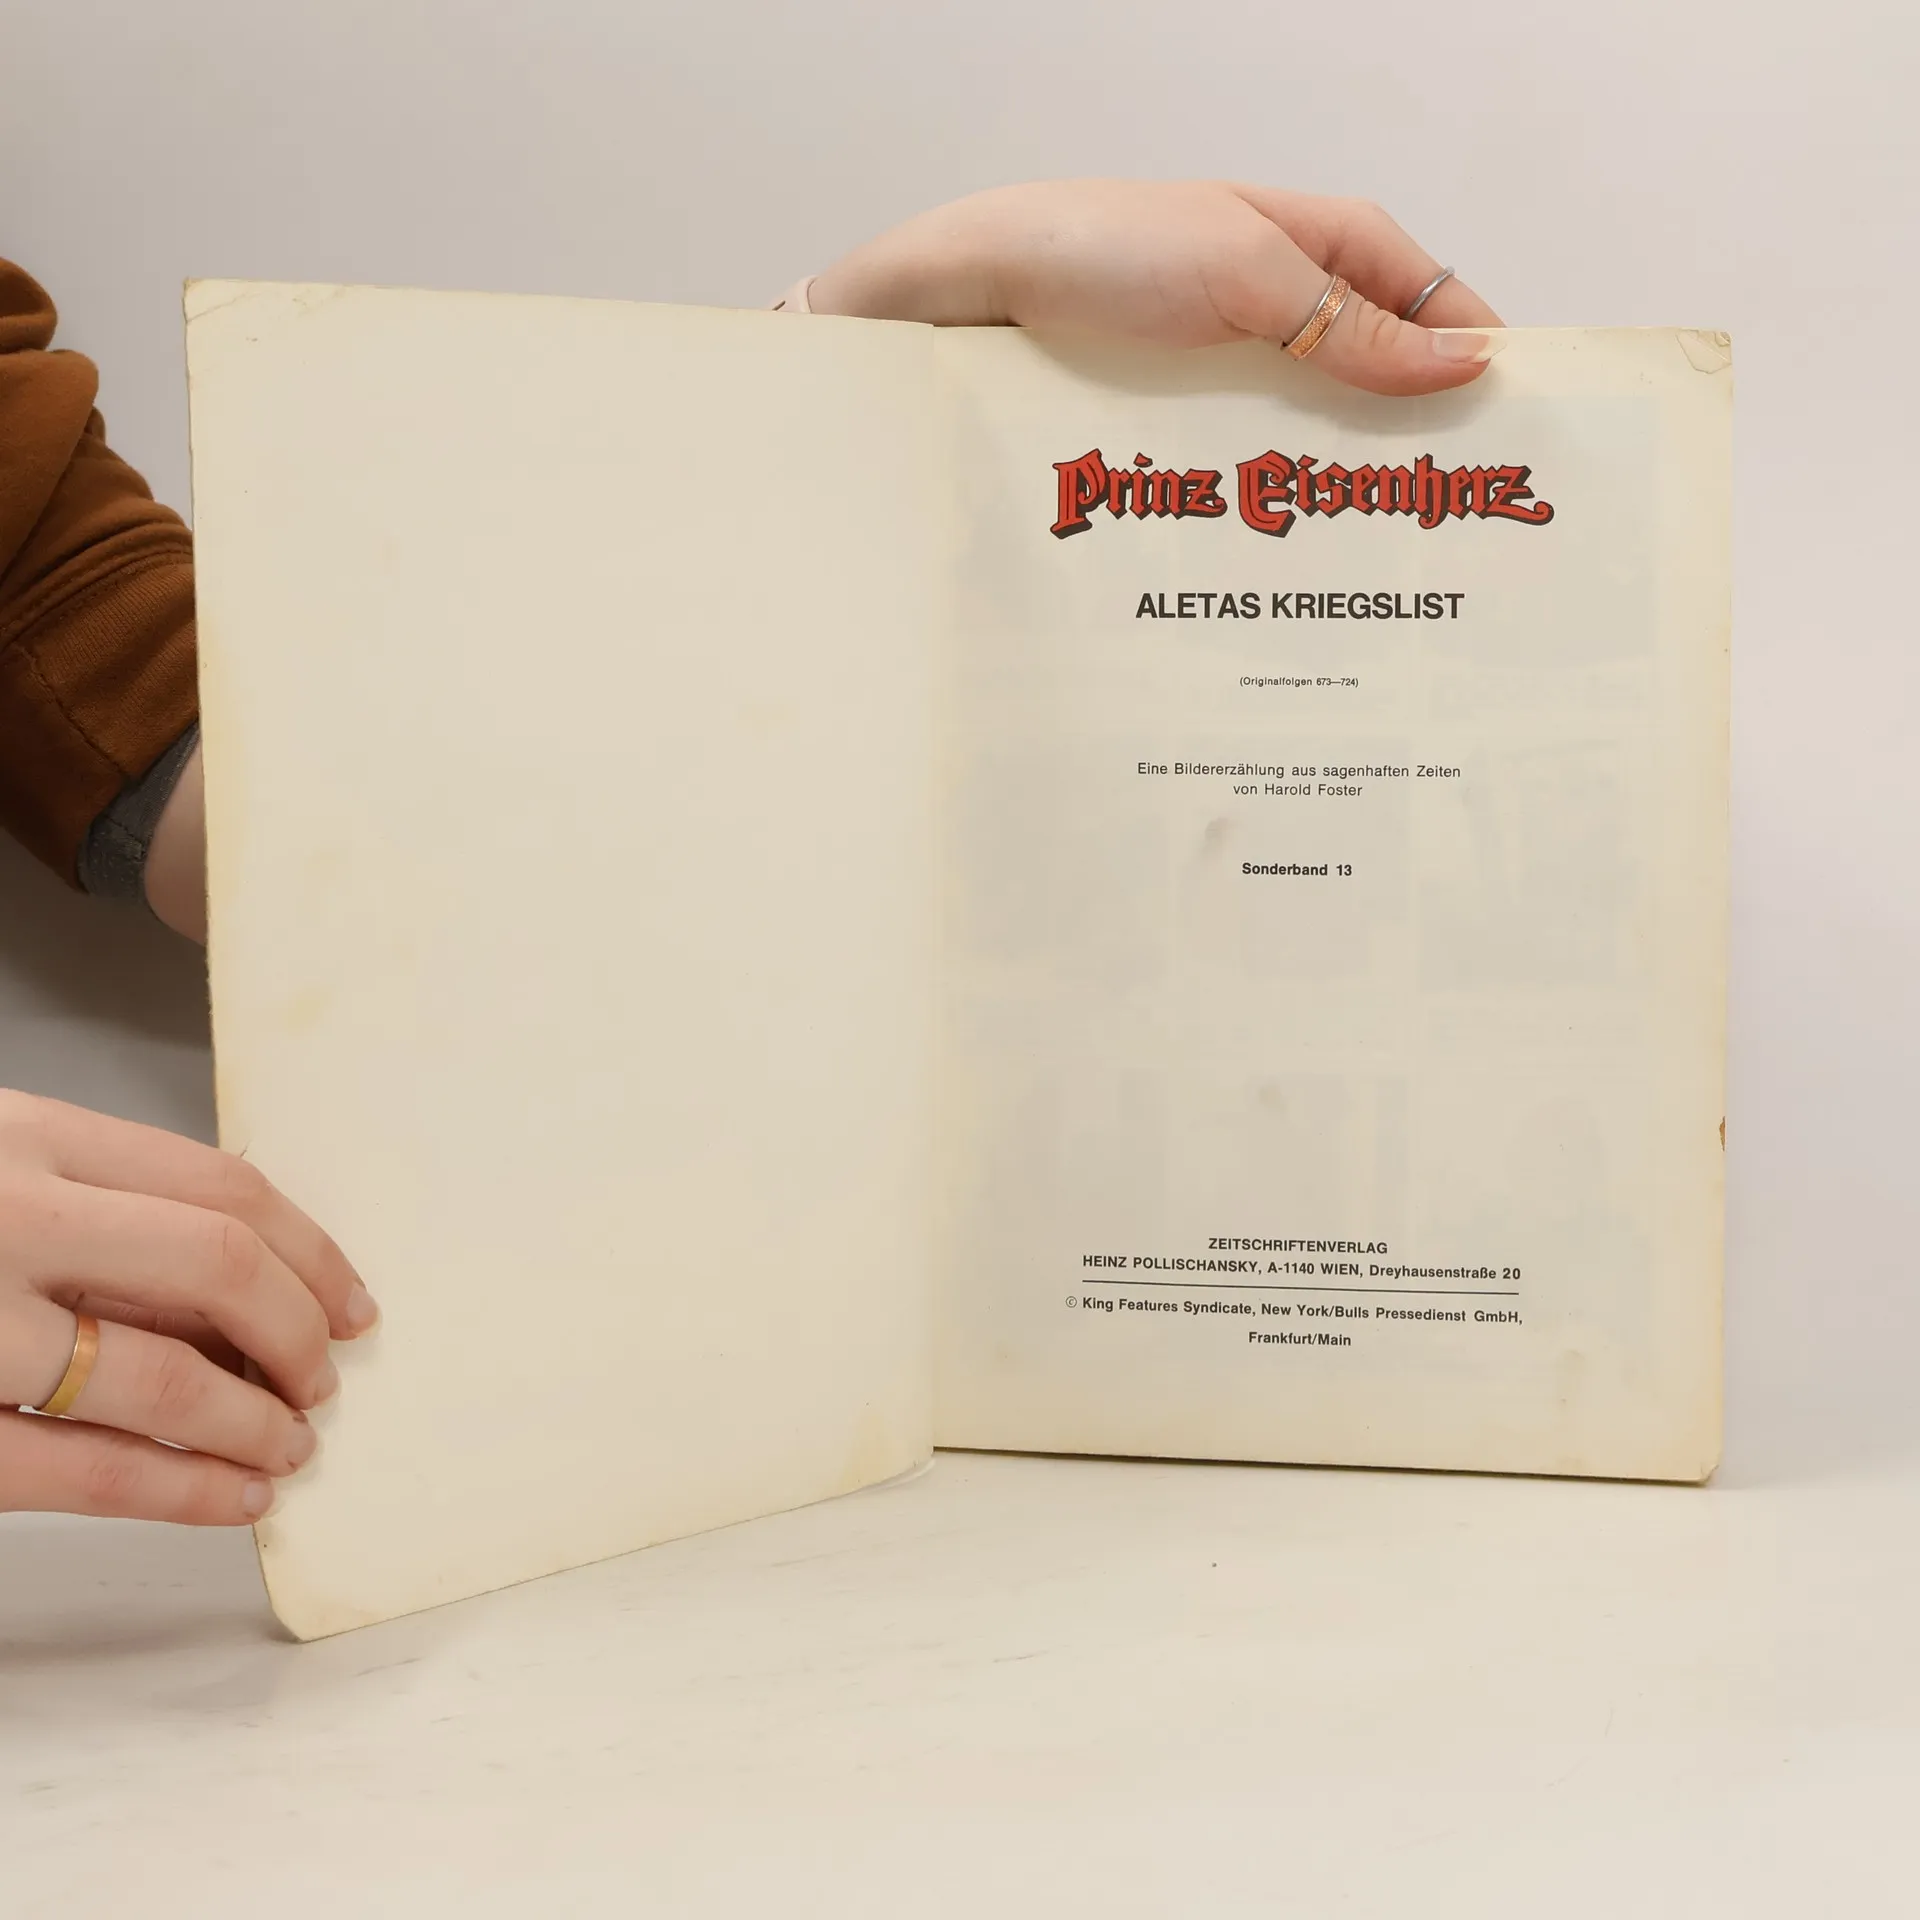 Prinz Eisenherz
ALETAS KRIEGSLIST
(Originalfolgen 673—724)
Eine Bildererzählung aus sagenhaften Zeiten
von Harold Foster
Sonderband 13
ZEITSCHRIFTENVERLAG
HEINZ POLLISCHANSKY, A-1140 WIEN, Dreyhausenstraße 20
© King Features Syndicate, New York/Bulls Pressedienst GmbH,
Frankfurt/Main